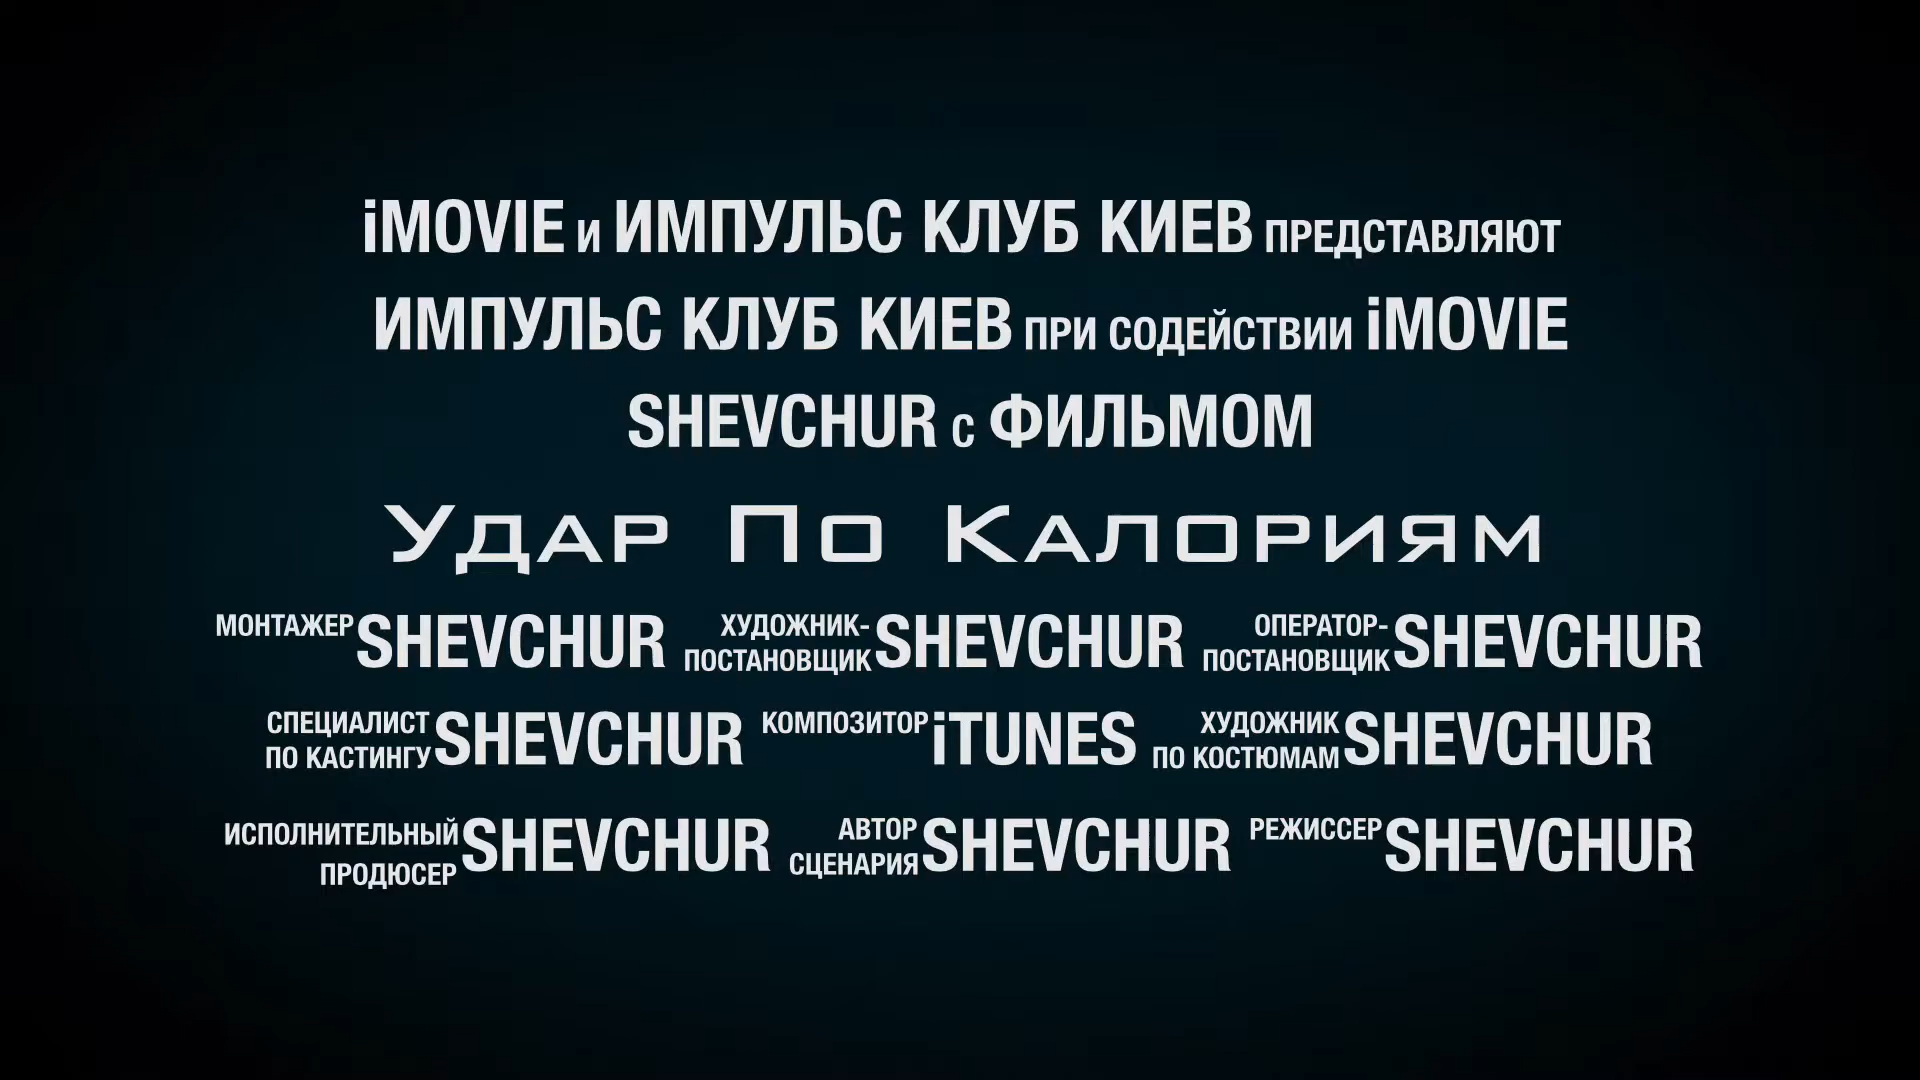 iMOVIE и ИМПУЛЬС КЛУБ КИЕВ ПРЕДСТАВЛЯЮТ
ИМПУЛЬС КЛУБ КИЕВ ПРИ СОДЕЙСТВИИ iMOVIE
SHEVCHUR с ФИЛЬМОМ
Удар По Калориям
МОНТАЖЕР SHEVCHUR ХУДОЖНИК-ПОСТАНОВЩИК SHEVCHUR ОПЕРАТОР-ПОСТАНОВЩИК SHEVCHUR
СПЕЦИАЛИСТ ПО КАСТИНГУ SHEVCHUR КОМПОЗИТОР iTUNES ХУДОЖНИК ПО КОСТЮМАМ SHEVCHUR
ИСПОЛНИТЕЛЬНЫЙ ПРОДЮСЕР SHEVCHUR АВТОР СЦЕНАРИЯ SHEVCHUR РЕЖИССЕР SHEVCHUR